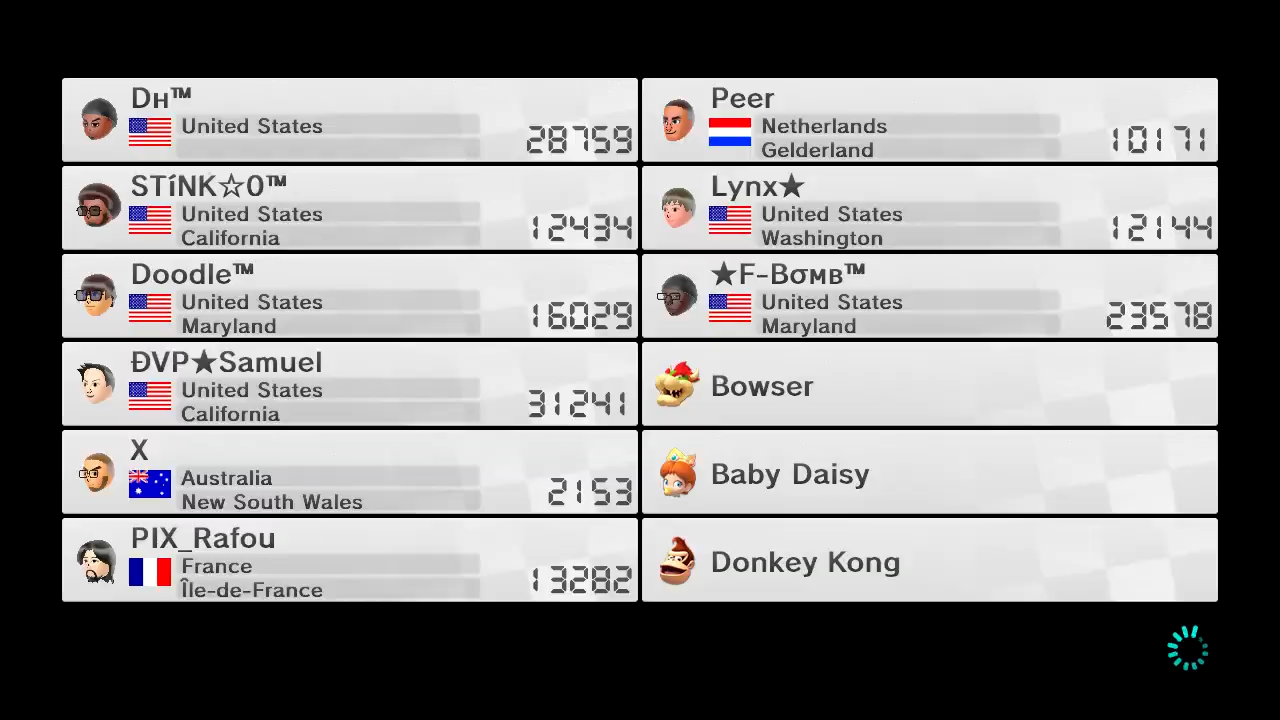 Dʜ™
United States
28759
STíNK☆0™
United States
California
12434
Doodle™
United States
Maryland
16029
ÐVP★Samuel
United States
California
31241
X
Australia
New South Wales
2153
PIX_Rafou
France
Île-de-France
13282
Peer
Netherlands
Gelderland
10171
Lynx★
United States
Washington
12144
★F-Bσмв™
United States
Maryland
23578
Bowser
Baby Daisy
Donkey Kong